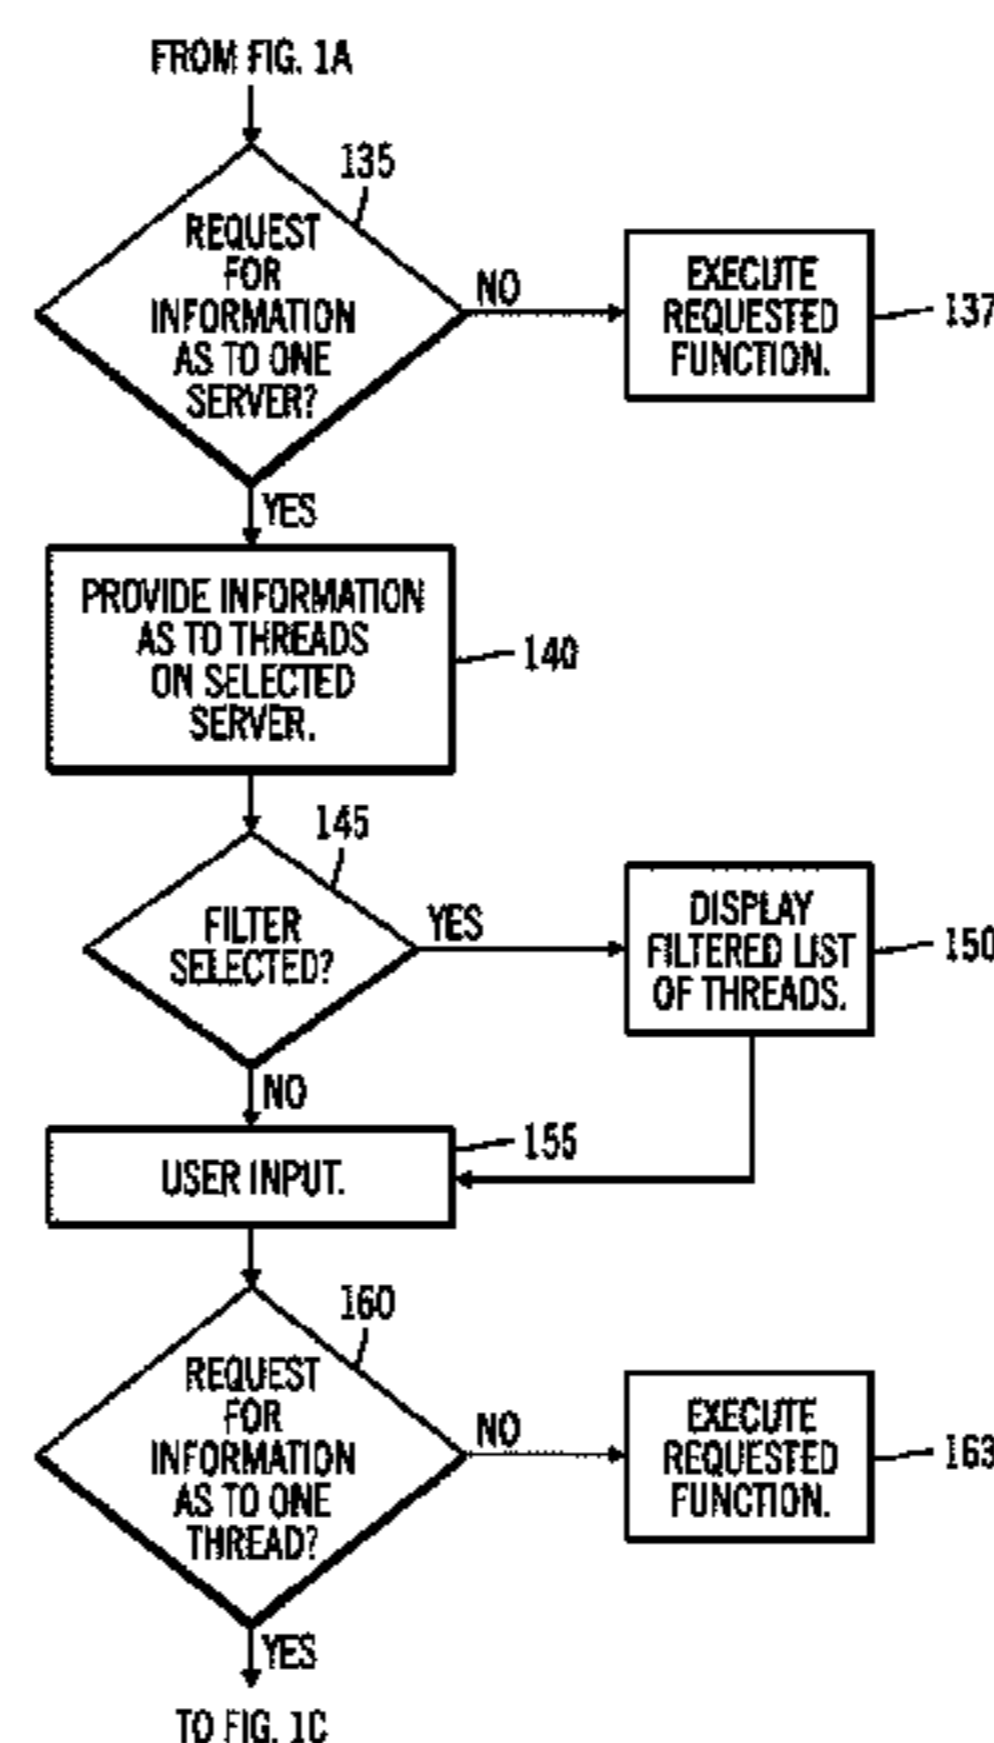 FROM FIG. 1A
135
REQUEST
FOR
INFORMATION
AS TO ONE
SERVER?
NO
EXECUTE
REQUESTED
FUNCTION.
137
YES
PROVIDE INFORMATION
AS TO THREADS
ON SELECTED
SERVER.
140
145
FILTER
SELECTED?
YES
DISPLAY
FILTERED LIST
OF THREADS.
150
NO
USER INPUT.
155
160
REQUEST
FOR
INFORMATION
AS TO ONE
THREAD?
NO
EXECUTE
REQUESTED
FUNCTION.
163
YES
TO FIG. 1C